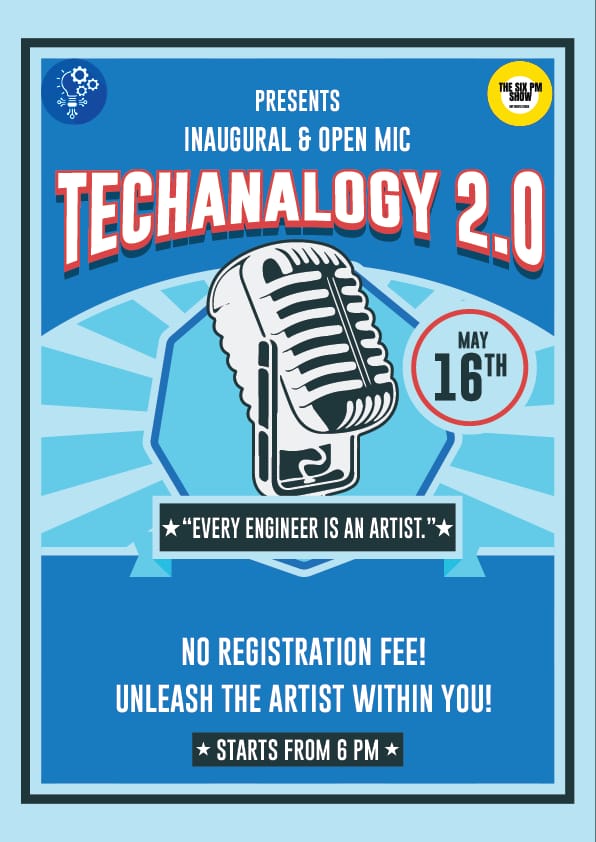 THE SIX PM
SHOW
PRESENTS
INAUGURAL & OPEN MIC
TECHANALOGY 2.0
MAY
16TH
★"EVERY ENGINEER IS AN ARTIST."★
NO REGISTRATION FEE!
UNLEASH THE ARTIST WITHIN YOU!
★ STARTS FROM 6 PM ★